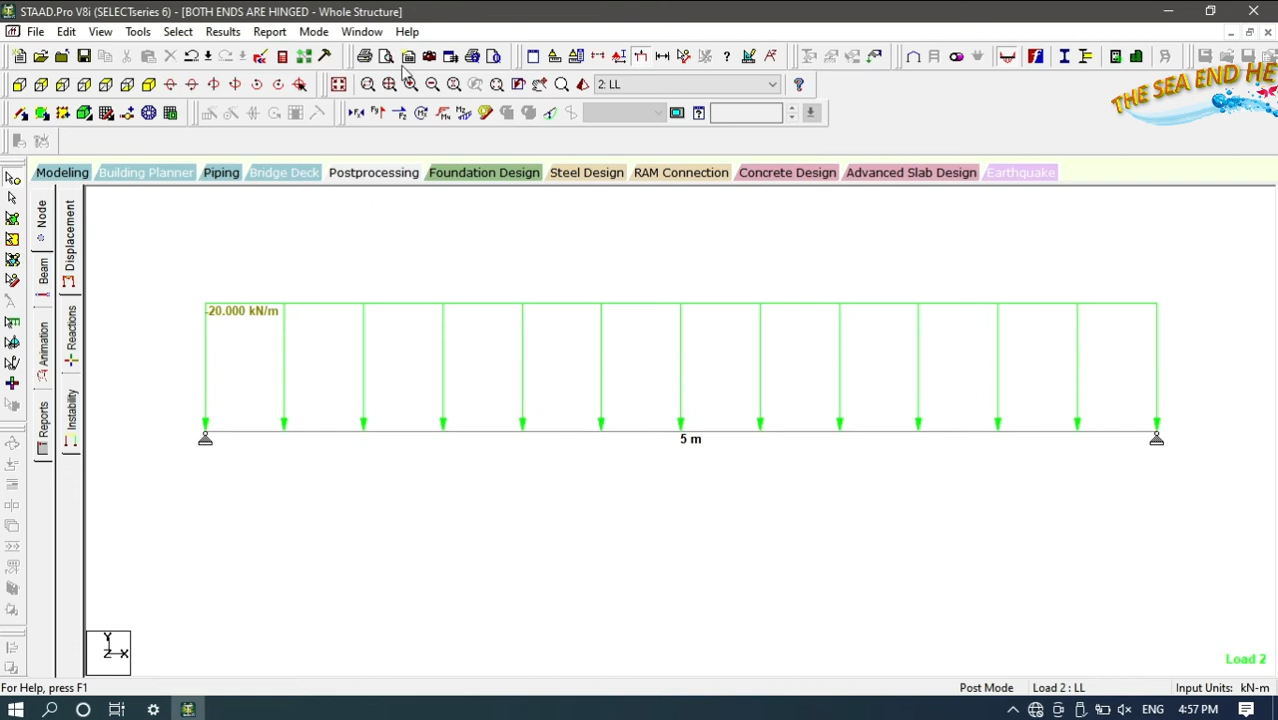 STAAD.Pro V8i (SELECTseries 6) - [BOTH ENDS ARE HINGED - Whole Structure]
File Edit View Tools Select Results Report Mode Window Help
2: LL
THE SEA END HE
Modeling Building Planner Piping Bridge Deck Postprocessing Foundation Design Steel Design RAM Connection Concrete Design Advanced Slab Design Earthquake
Node
Displacement
Beam
Reactions
Animation
Instability
Reports
-20.000 kN/m
5 m
Y
Z X
Load 2
For Help, press F1
Post Mode Load 2 : LL Input Units: kN-m
ENG 4:57 PM